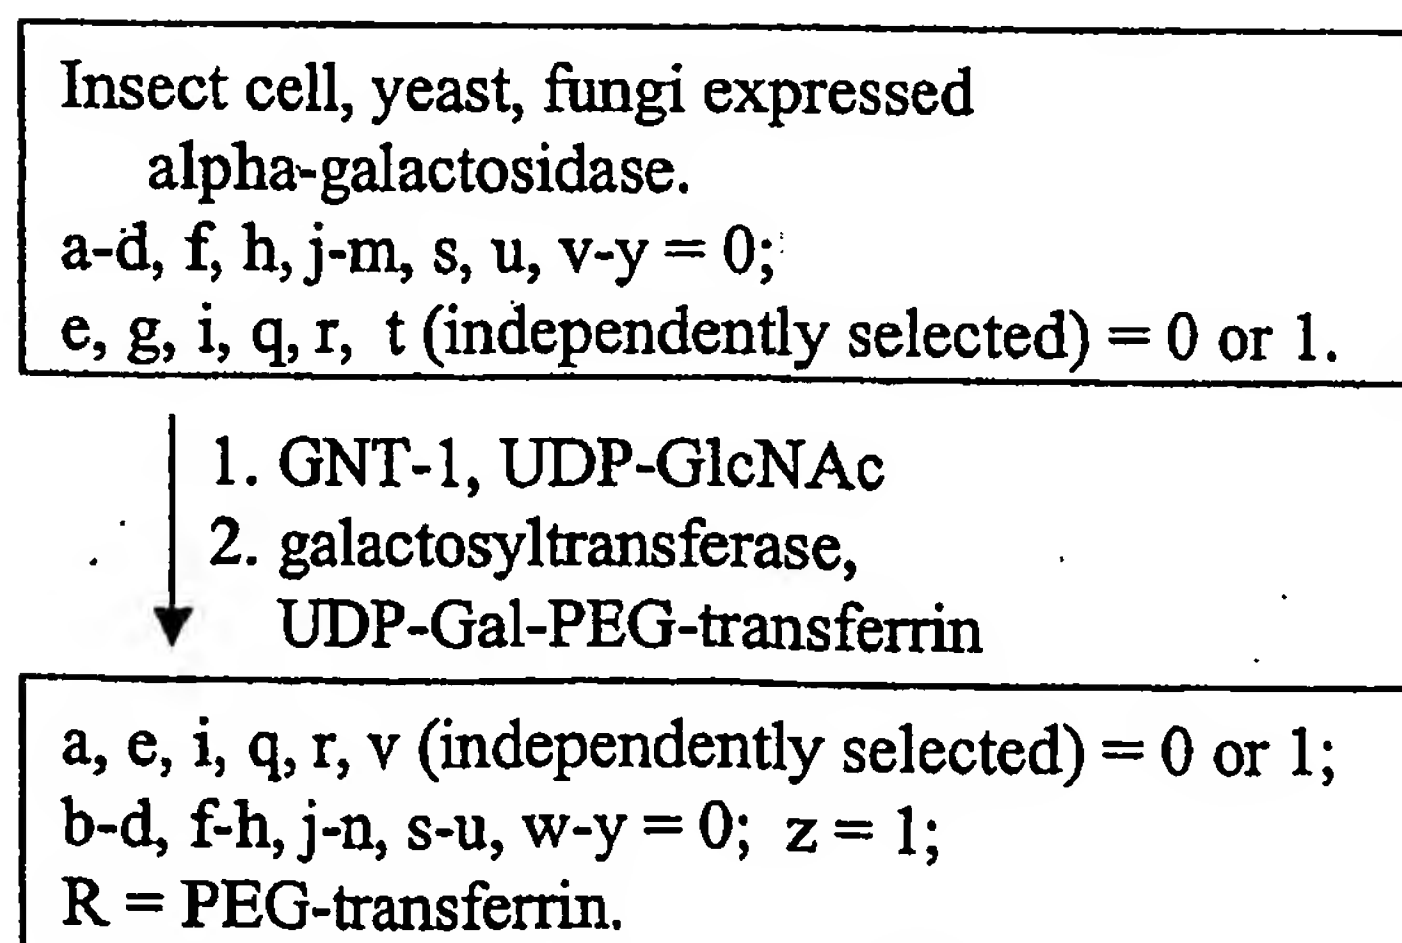 Insect cell, yeast, fungi expressed
alpha-galactosidase.
a-d, f, h, j-m, s, u, v-y = 0;
e, g, i, q, r, t (independently selected) = 0 or 1.
1. GNT-1, UDP-GlcNAc
2. galactosyltransferase,
UDP-Gal-PEG-transferrin
a, e, i, q, r, v (independently selected) = 0 or 1;
b-d, f-h, j-n, s-u, w-y = 0; z = 1;
R = PEG-transferrin.